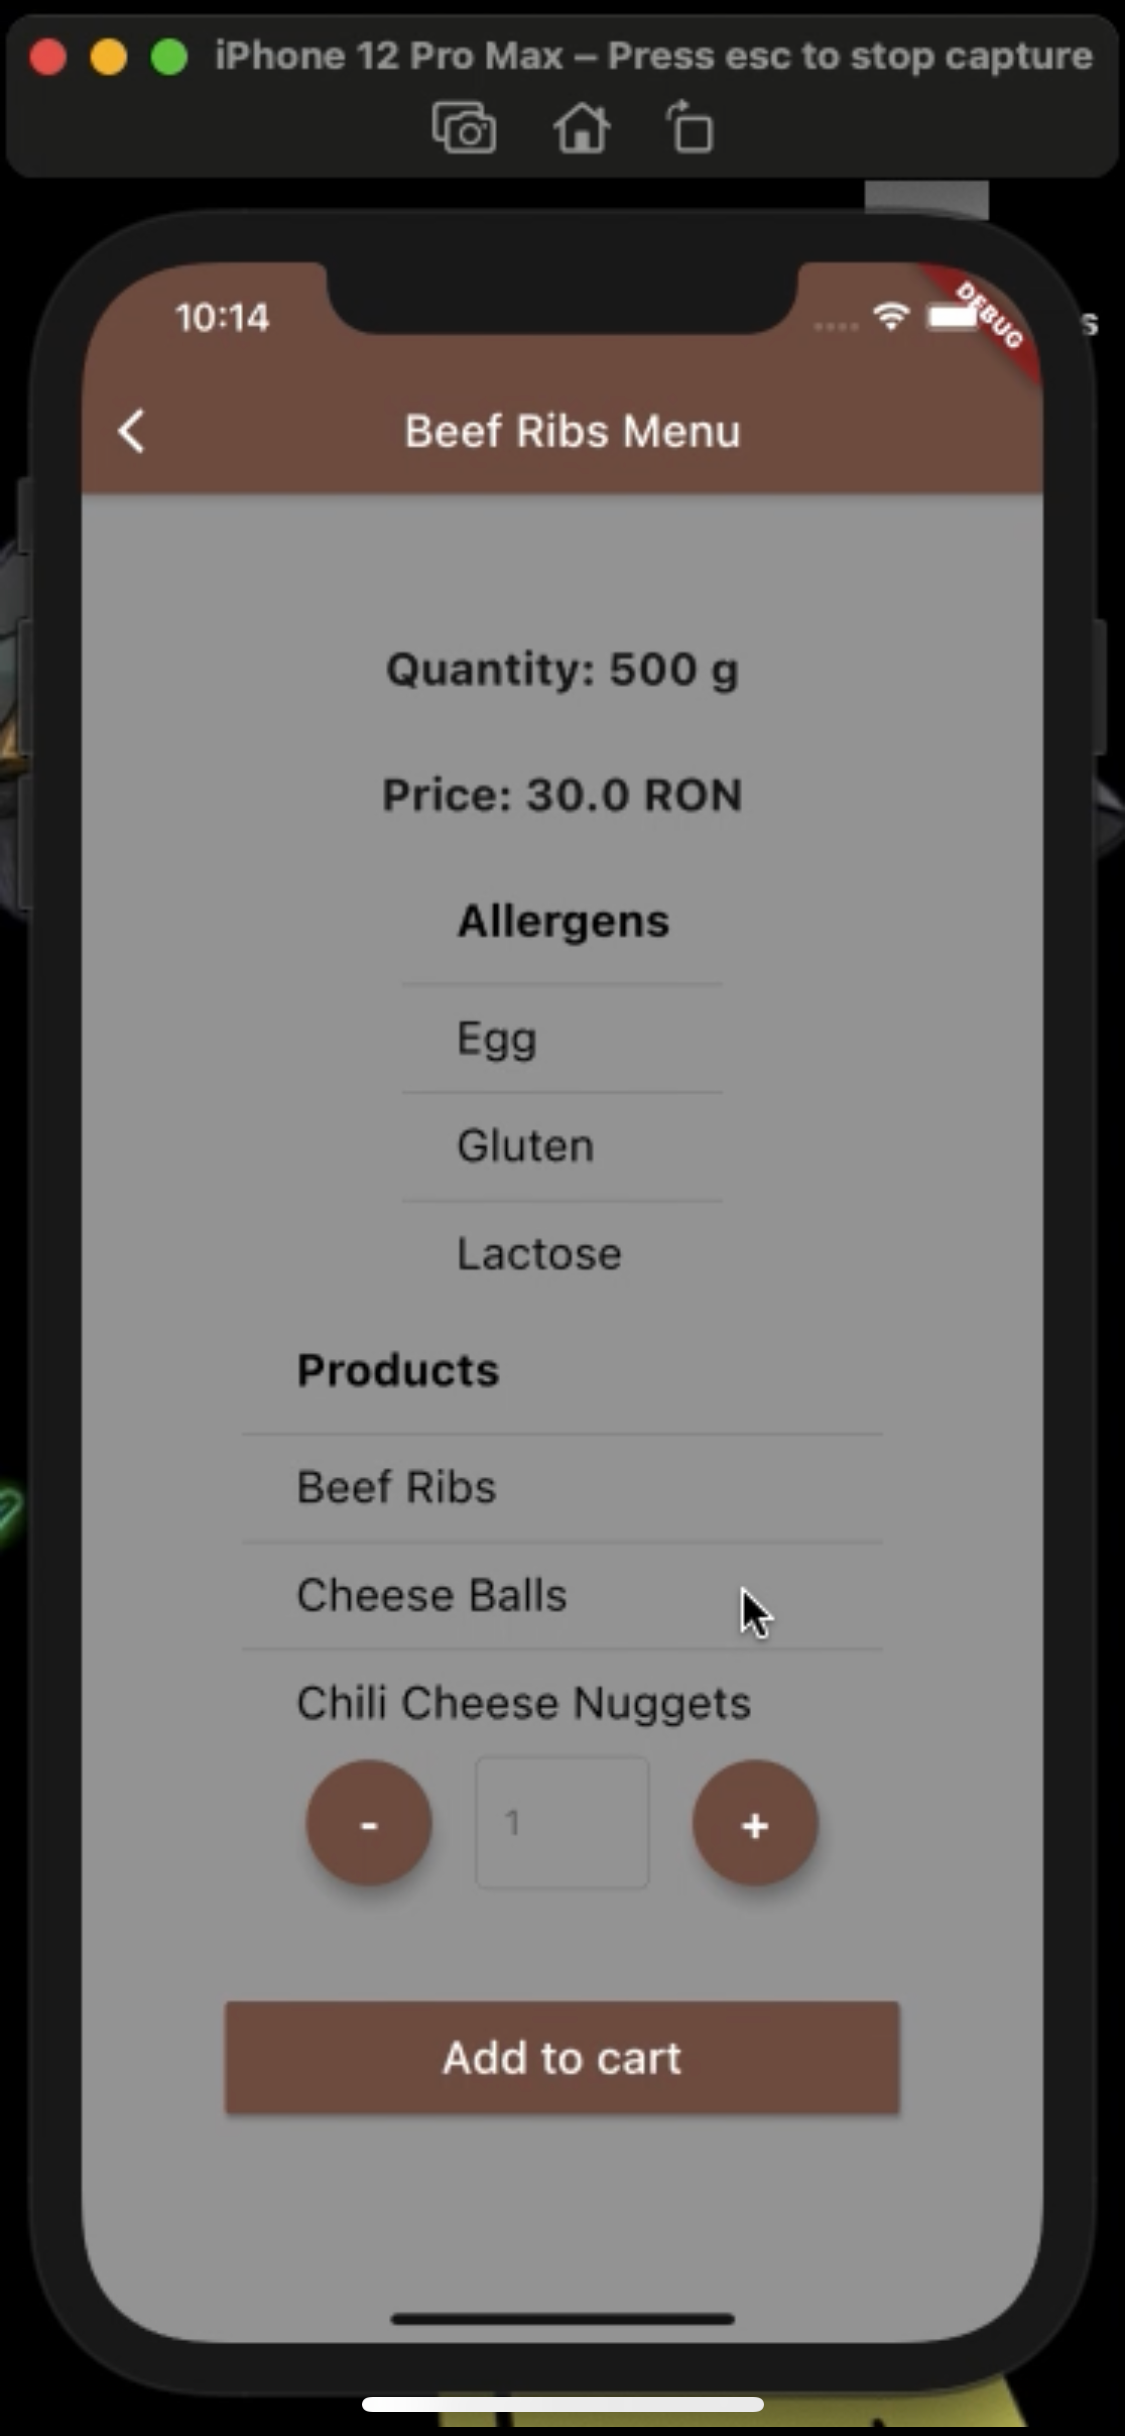 iPhone 12 Pro Max – Press esc to stop capture
10:14
DEBUG
s
Beef Ribs Menu
Quantity: 500 g
Price: 30.0 RON
Allergens
Egg
Gluten
Lactose
Products
Beef Ribs
Cheese Balls
Chili Cheese Nuggets
-
1
+
Add to cart